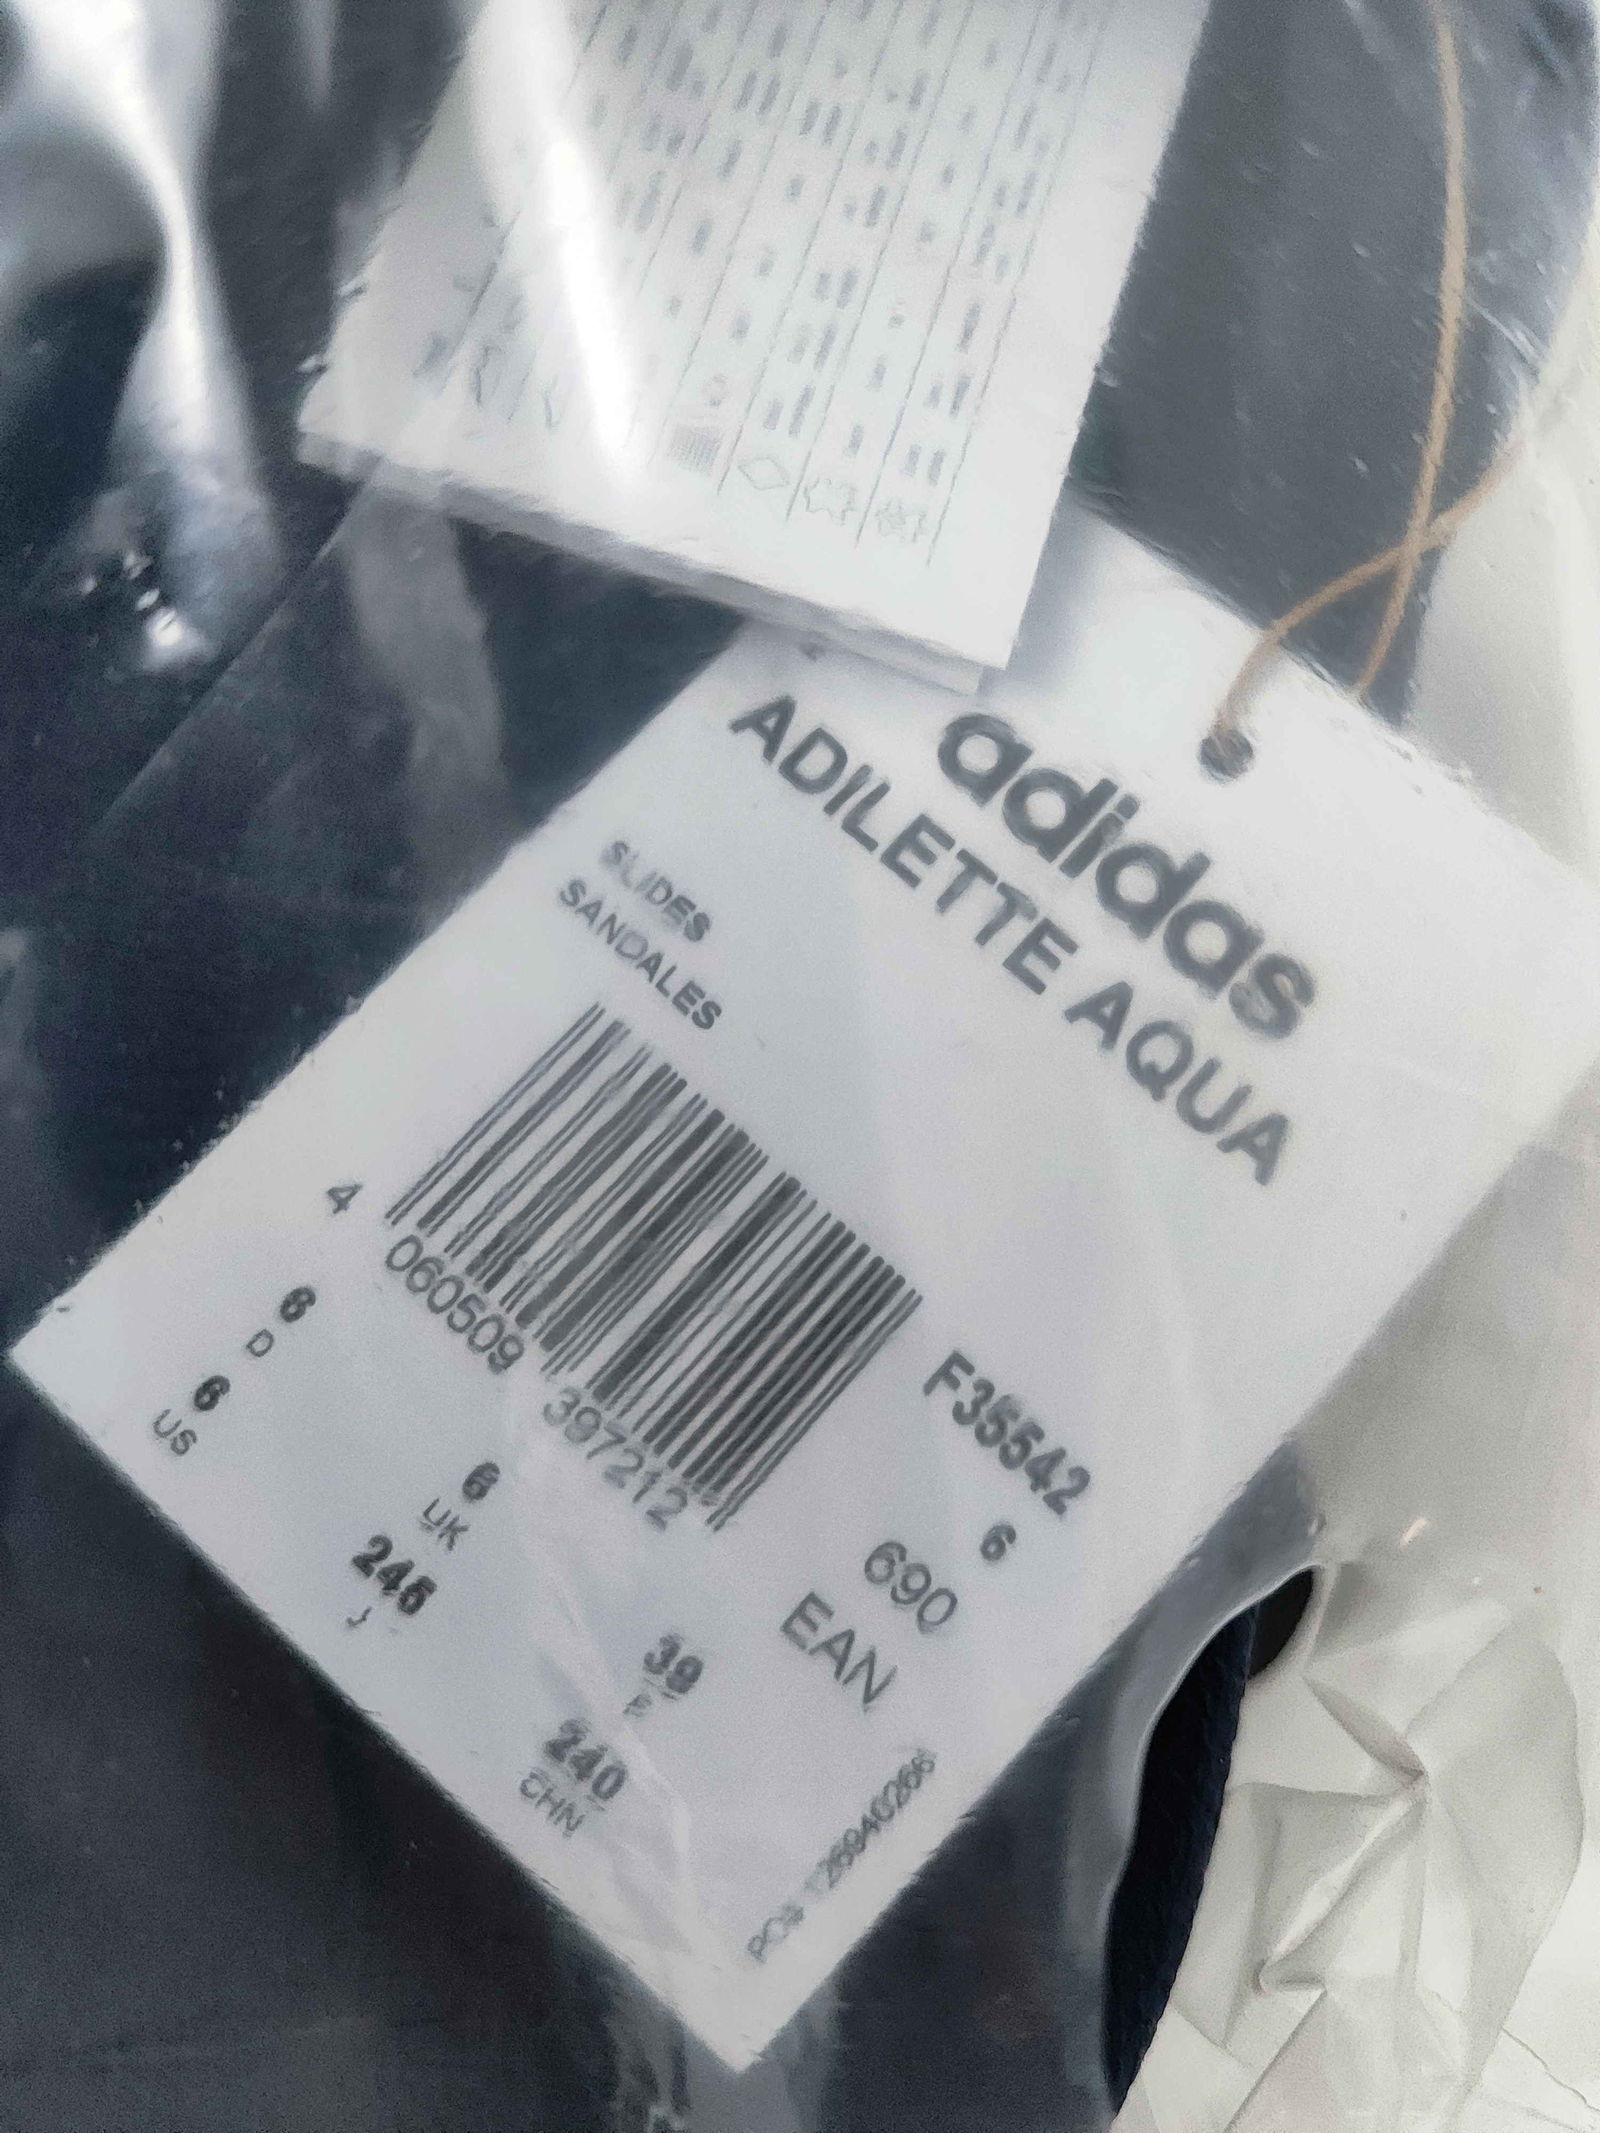 adidas
ADILETTE AQUA
SLIDES
SANDALES
4 060509 397212
F35542
6
690
EAN
6
D
6
US
6
UK
245
J
39
F
240
CHN